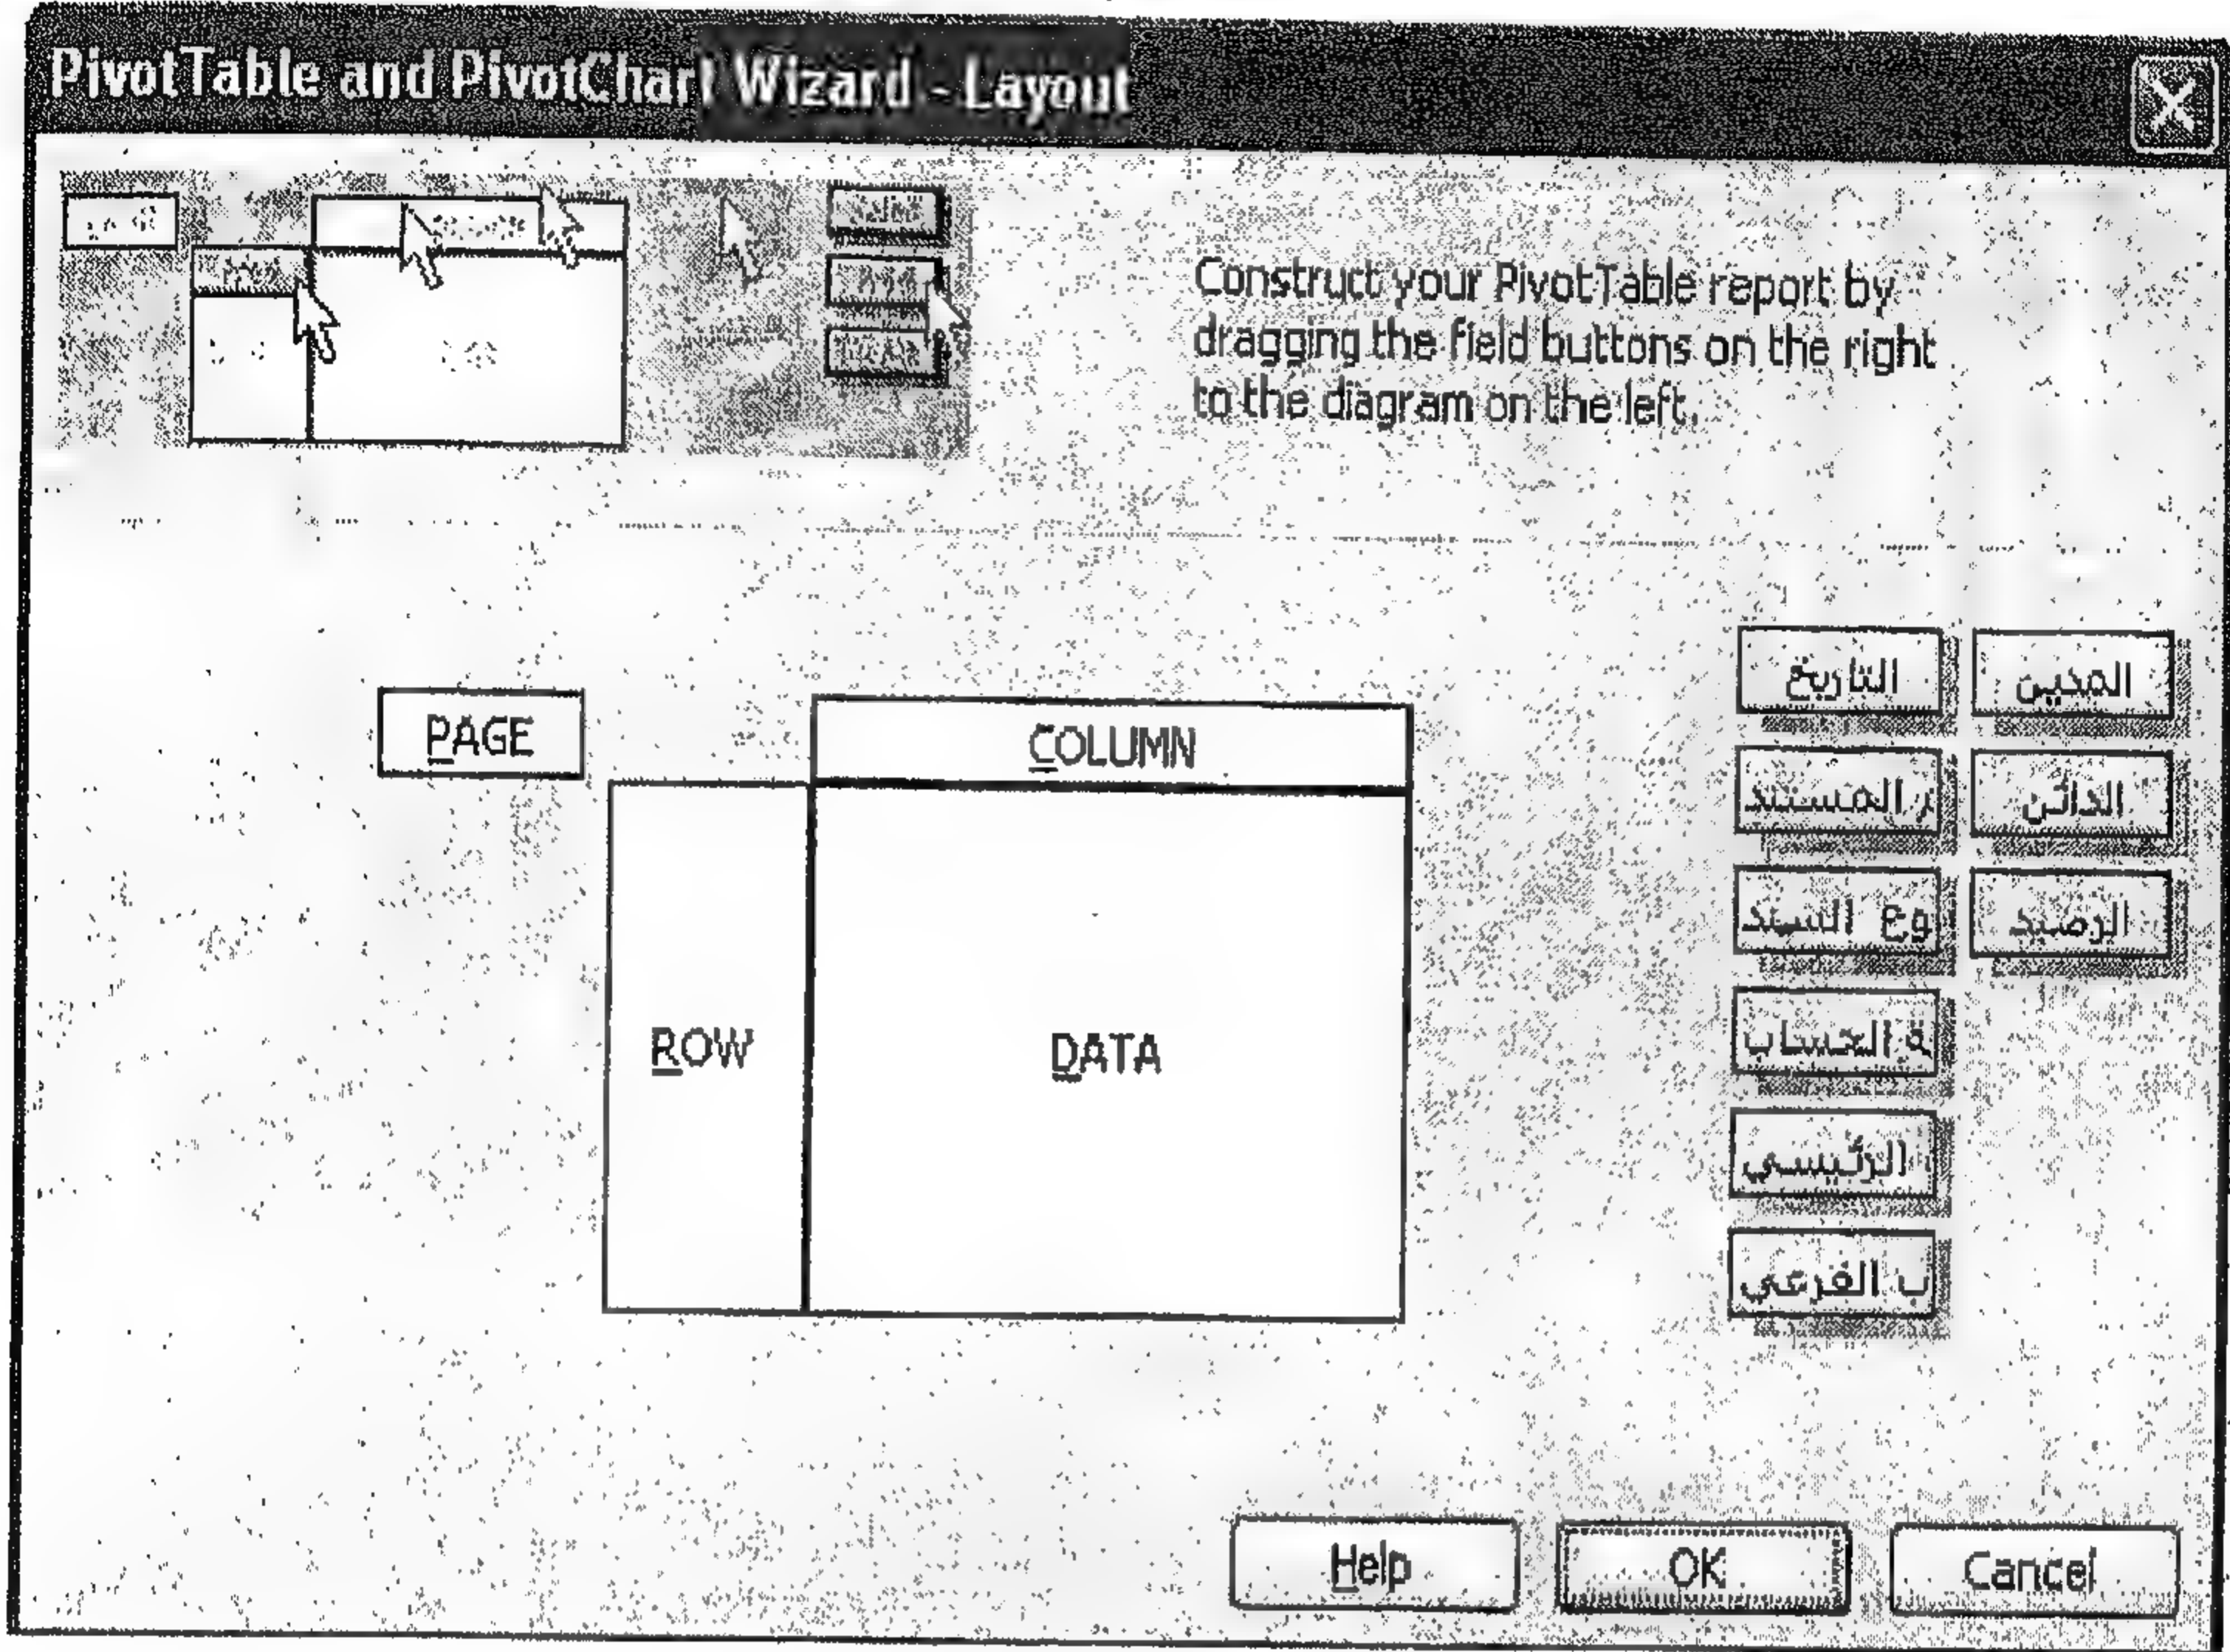 PivotTable and PivotChart Wizard - Layout
Construct your PivotTable report by
dragging the field buttons on the right
to the diagram on the left.
PAGE
COLUMN
ROW
DATA
التاريخ
المدين
المستند
الدائن
وع السند
الرصيد
ة الحساب
الرئيسي
ب الفرعي
Help
OK
Cancel